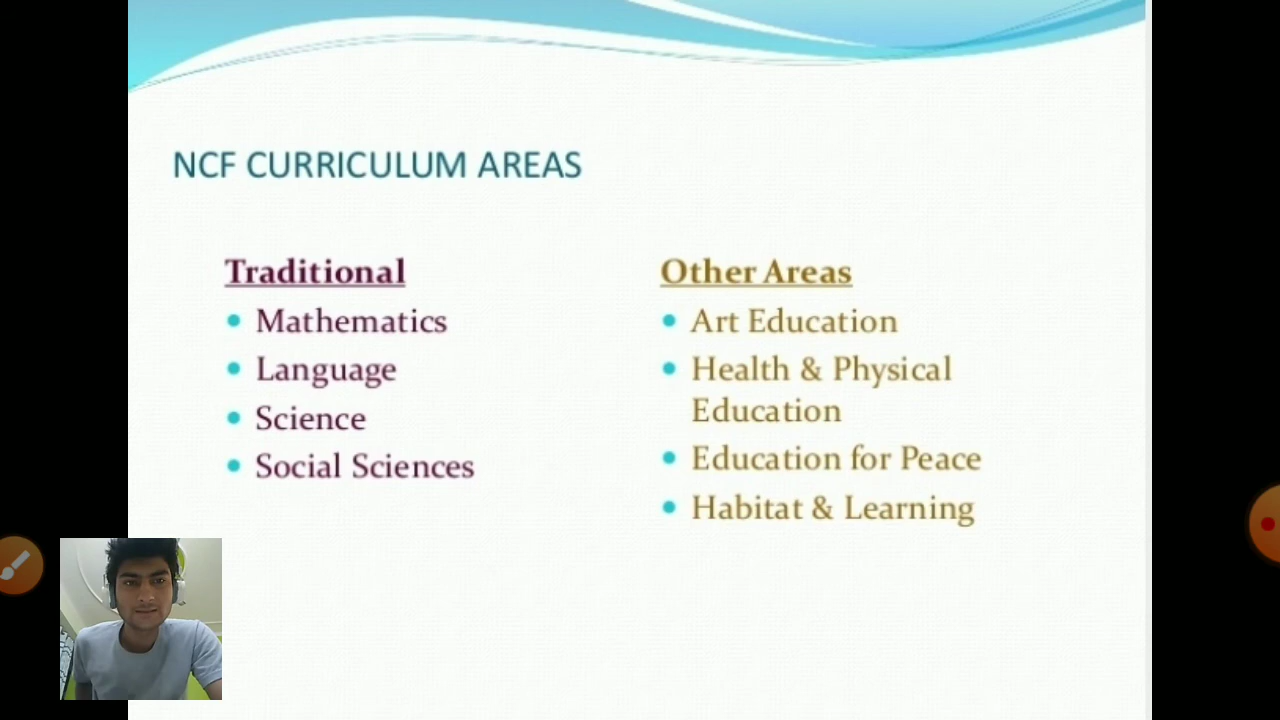 NCF CURRICULUM AREAS
Traditional
Mathematics
Language
Science
Social Sciences
Other Areas
Art Education
Health & Physical
Education
Education for Peace
Habitat & Learning